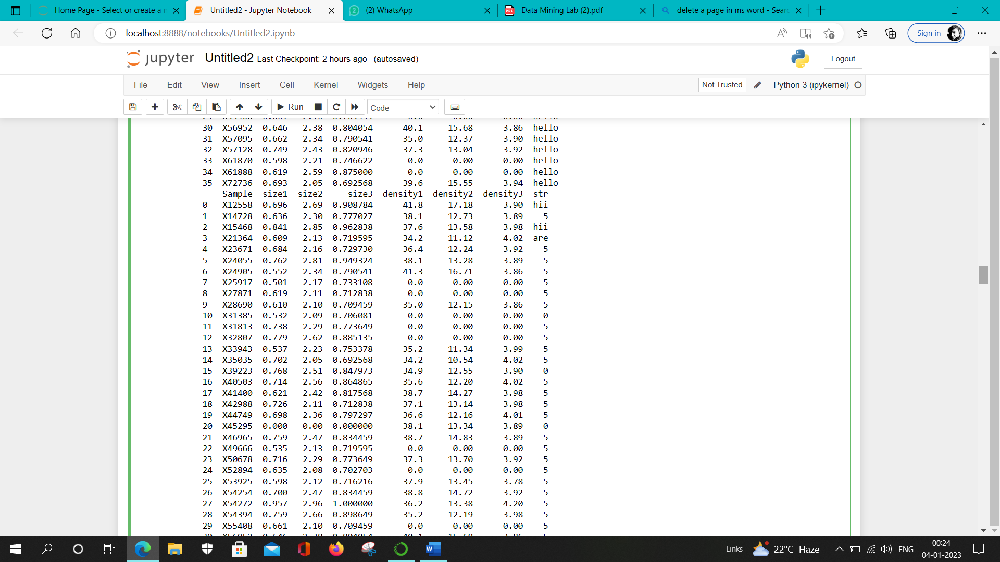 Home Page - Select or create a n
Untitled2 - Jupyter Notebook
(2) WhatsApp
Data Mining Lab (2).pdf
delete a page in ms word - Sear
localhost:8888/notebooks/Untitled2.ipynb
Sign in
jupyter Untitled2 Last Checkpoint: 2 hours ago (autosaved)
Logout
File Edit View Insert Cell Kernel Widgets Help
Not Trusted
Python 3 (ipykernel)
Run
Code
30 X56952 0.646 2.38 0.804054 40.1 15.68 3.86 hello
31 X57095 0.662 2.34 0.790541 35.0 12.37 3.90 hello
32 X57128 0.749 2.43 0.820946 37.3 13.04 3.92 hello
33 X61870 0.598 2.21 0.746622 0.0 0.00 0.00 hello
34 X61888 0.619 2.59 0.875000 0.0 0.00 0.00 hello
35 X72736 0.693 2.05 0.692568 39.6 15.55 3.94 hello
Sample size1 size2 size3 density1 density2 density3 str
0 X12558 0.696 2.69 0.908784 41.8 17.18 3.90 hii
1 X14728 0.636 2.30 0.777027 38.1 12.73 3.89 5
2 X15468 0.841 2.85 0.962838 37.6 13.58 3.98 hii
3 X21364 0.609 2.13 0.719595 34.2 11.12 4.02 are
4 X23671 0.684 2.16 0.729730 36.4 12.24 3.92 5
5 X24055 0.762 2.81 0.949324 38.1 13.28 3.89 5
6 X24905 0.552 2.34 0.790541 41.3 16.71 3.86 5
7 X25917 0.501 2.17 0.733108 0.0 0.00 0.00 5
8 X27871 0.619 2.11 0.712838 0.0 0.00 0.00 5
9 X28690 0.610 2.10 0.709459 35.0 12.15 3.86 5
10 X31385 0.532 2.09 0.706081 0.0 0.00 0.00 0
11 X31813 0.738 2.29 0.773649 0.0 0.00 0.00 5
12 X32807 0.779 2.62 0.885135 0.0 0.00 0.00 5
13 X33943 0.537 2.23 0.753378 35.2 11.34 3.99 5
14 X35035 0.702 2.05 0.692568 34.2 10.54 4.02 5
15 X39223 0.768 2.51 0.847973 34.9 12.55 3.90 0
16 X40503 0.714 2.56 0.864865 35.6 12.20 4.02 5
17 X41400 0.621 2.42 0.817568 38.7 14.27 3.98 5
18 X42988 0.726 2.11 0.712838 37.1 13.14 3.98 5
19 X44749 0.698 2.36 0.797297 36.6 12.16 4.01 5
20 X45295 0.000 0.00 0.000000 38.1 13.34 3.89 0
21 X46965 0.759 2.47 0.834459 38.7 14.83 3.89 5
22 X49666 0.535 2.13 0.719595 0.0 0.00 0.00 5
23 X50678 0.716 2.29 0.773649 37.3 13.70 3.92 5
24 X52894 0.635 2.08 0.702703 0.0 0.00 0.00 5
25 X53925 0.598 2.12 0.716216 37.9 13.45 3.78 5
26 X54254 0.700 2.47 0.834459 38.8 14.72 3.92 5
27 X54272 0.957 2.96 1.000000 36.2 13.38 4.20 5
28 X54394 0.759 2.66 0.898649 35.2 12.19 3.98 5
29 X55408 0.661 2.10 0.709459 0.0 0.00 0.00 5
Links
22°C Haze
ENG
00:24
04-01-2023